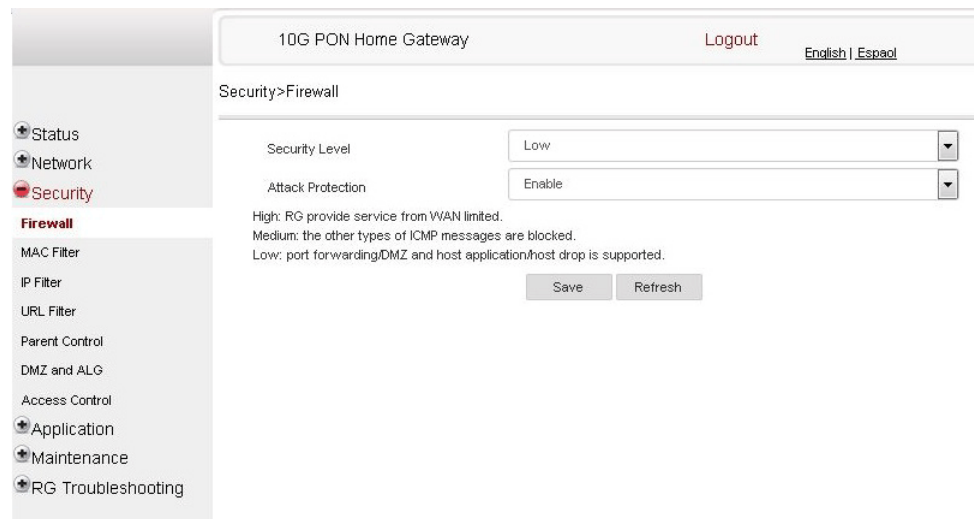 10G PON Home Gateway
Logout
English | Espaol
Security>Firewall
Status
Network
Security
Firewall
MAC Filter
IP Filter
URL Filter
Parent Control
DMZ and ALG
Access Control
Application
Maintenance
RG Troubleshooting
Security Level
Low
Attack Protection
Enable
High: RG provide service from WAN limited.
Medium: the other types of ICMP messages are blocked.
Low: port forwarding/DMZ and host application/host drop is supported.
Save
Refresh